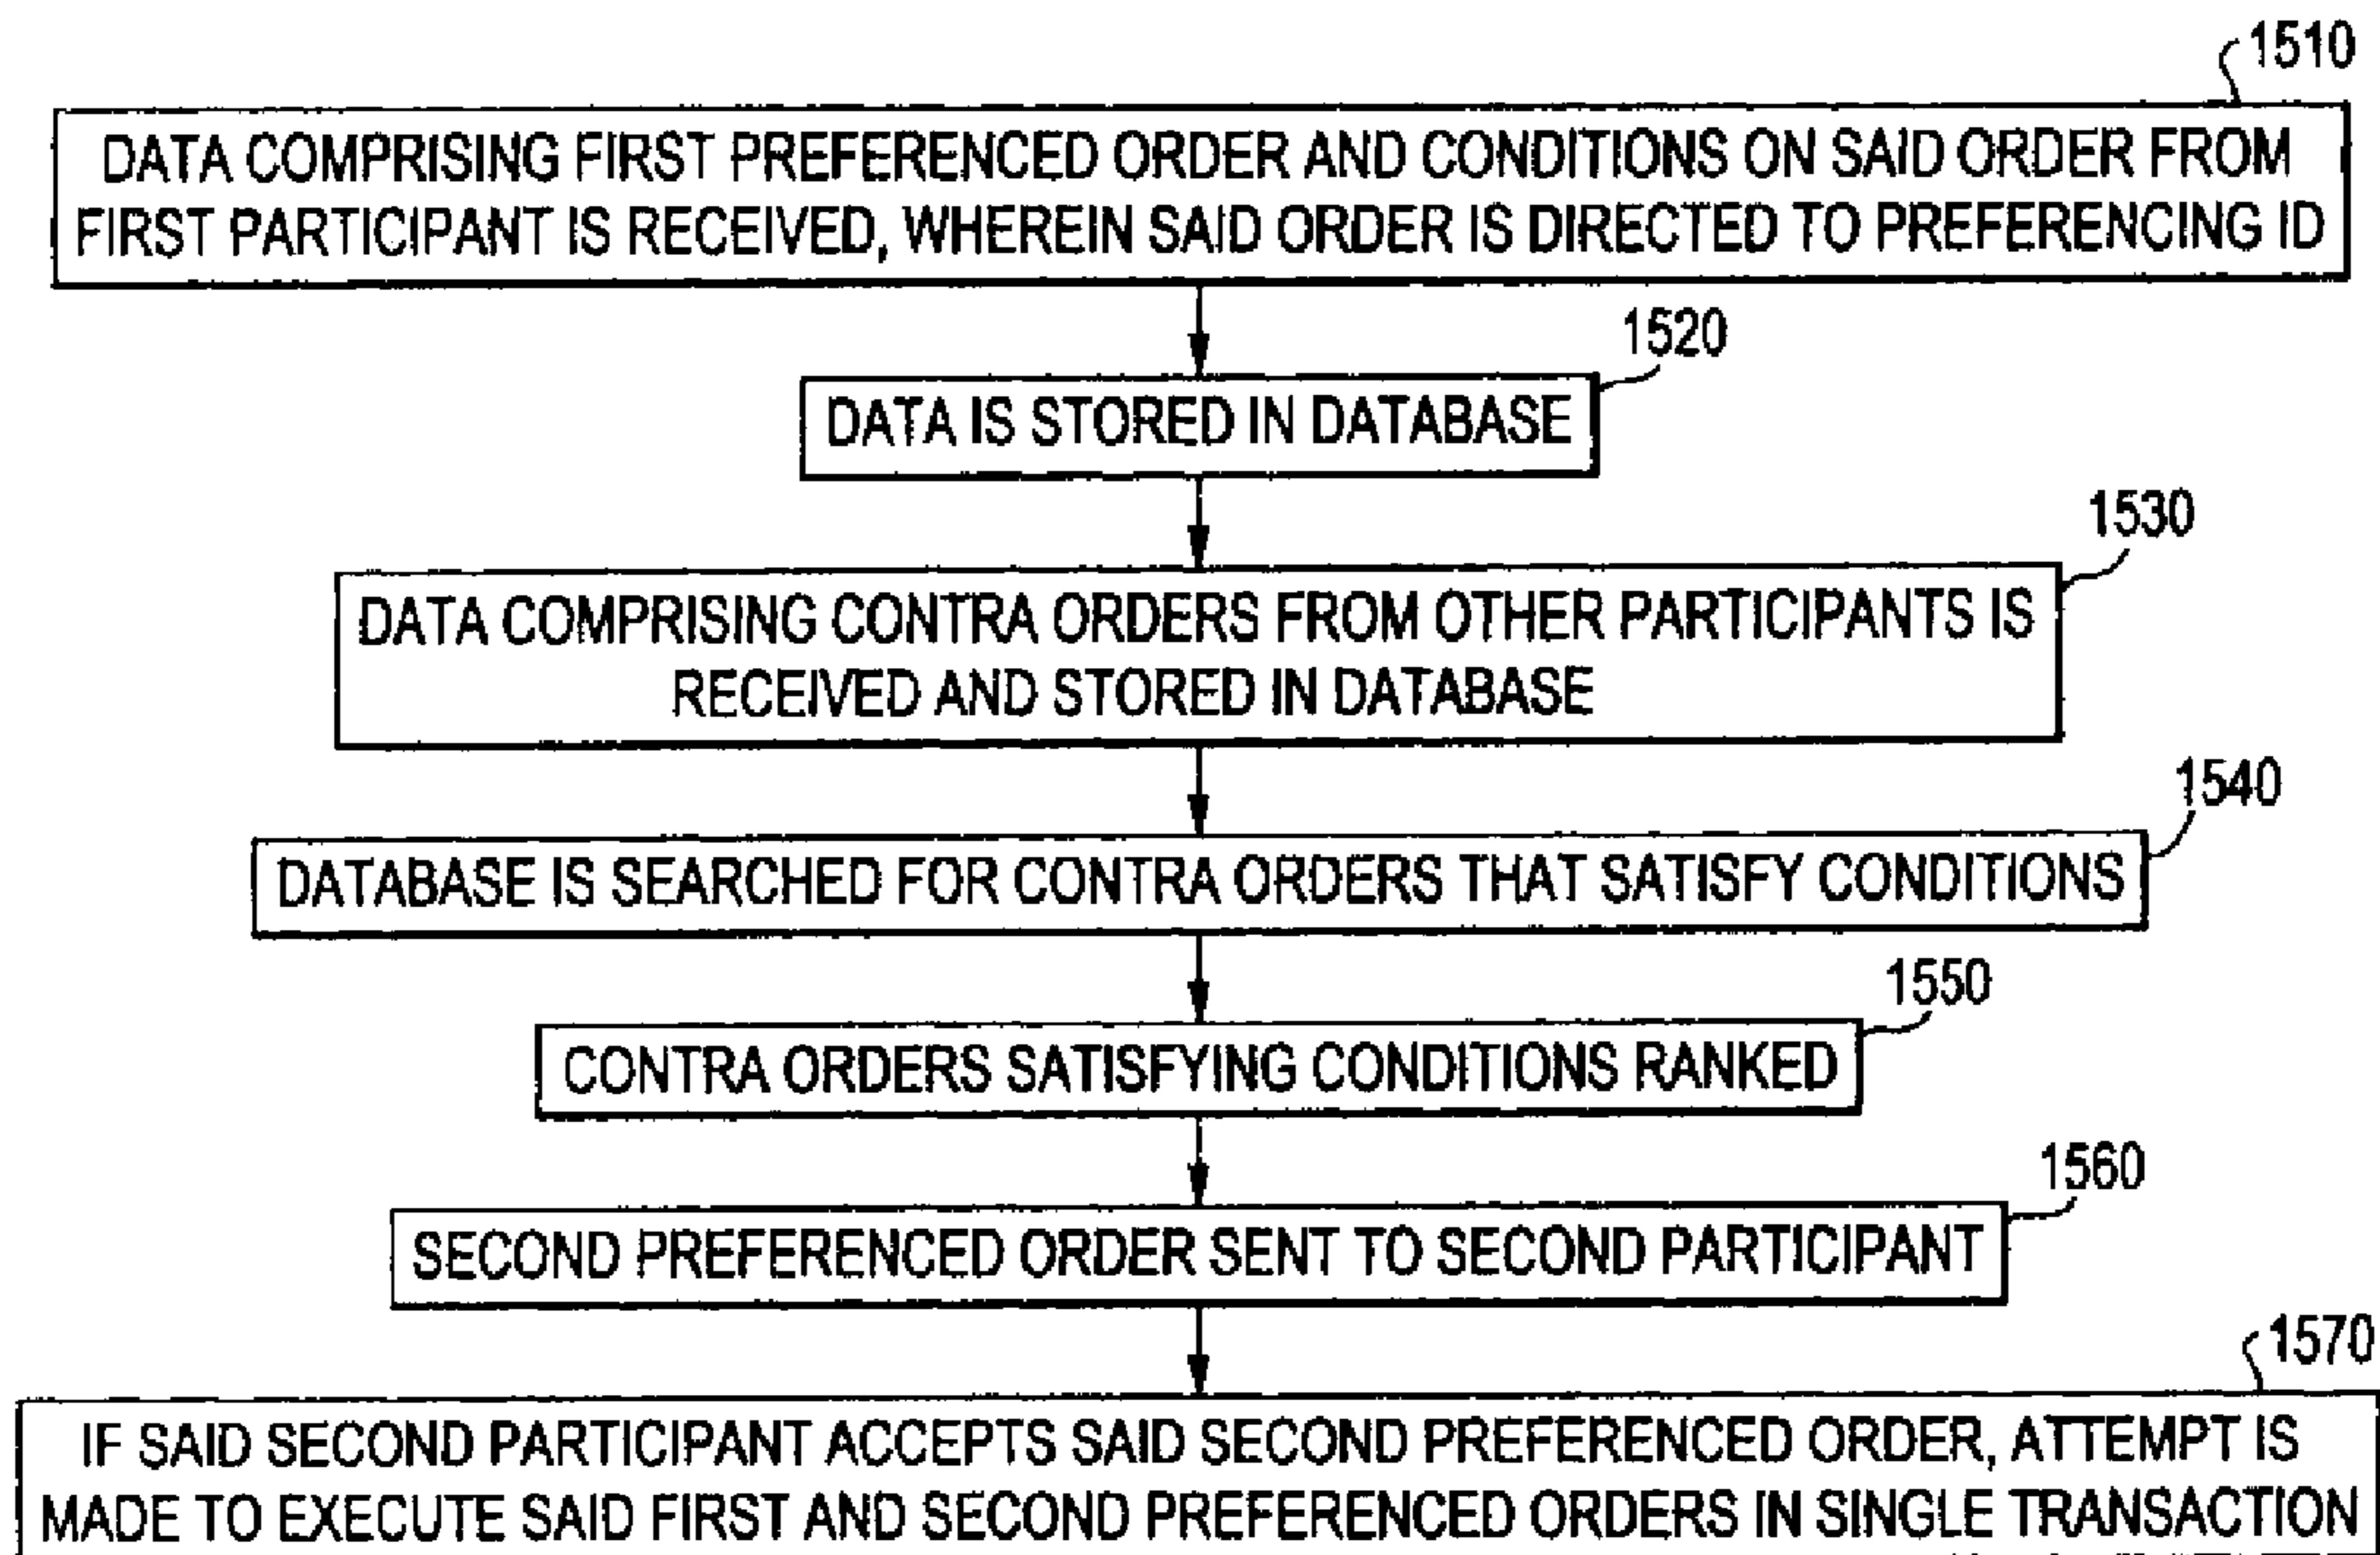 1510
DATA COMPRISING FIRST PREFERENCED ORDER AND CONDITIONS ON SAID ORDER FROM
FIRST PARTICIPANT IS RECEIVED, WHEREIN SAID ORDER IS DIRECTED TO PREFERENCING ID
1520
DATA IS STORED IN DATABASE
1530
DATA COMPRISING CONTRA ORDERS FROM OTHER PARTICIPANTS IS
RECEIVED AND STORED IN DATABASE
1540
DATABASE IS SEARCHED FOR CONTRA ORDERS THAT SATISFY CONDITIONS
1550
CONTRA ORDERS SATISFYING CONDITIONS RANKED
1560
SECOND PREFERENCED ORDER SENT TO SECOND PARTICIPANT
1570
IF SAID SECOND PARTICIPANT ACCEPTS SAID SECOND PREFERENCED ORDER, ATTEMPT IS
MADE TO EXECUTE SAID FIRST AND SECOND PREFERENCED ORDERS IN SINGLE TRANSACTION